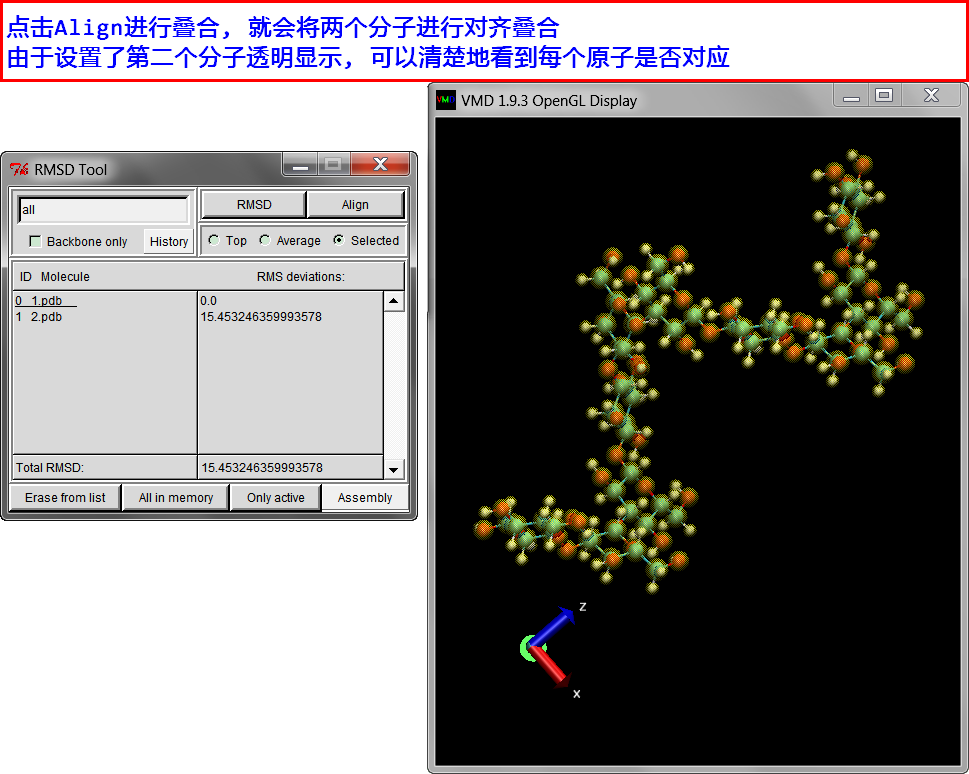 点击Align进行叠合, 就会将两个分子进行对齐叠合
由于设置了第二个分子透明显示, 可以清楚地看到每个原子是否对应
VMD VMD 1.9.3 OpenGL Display
RMSD Tool
all
RMSD Align
Backbone only History
Top Average Selected
ID Molecule RMS deviations:
0 1.pdb 0.0
1 2.pdb 15.453246359993578
Total RMSD: 15.453246359993578
Erase from list All in memory Only active Assembly
z
x